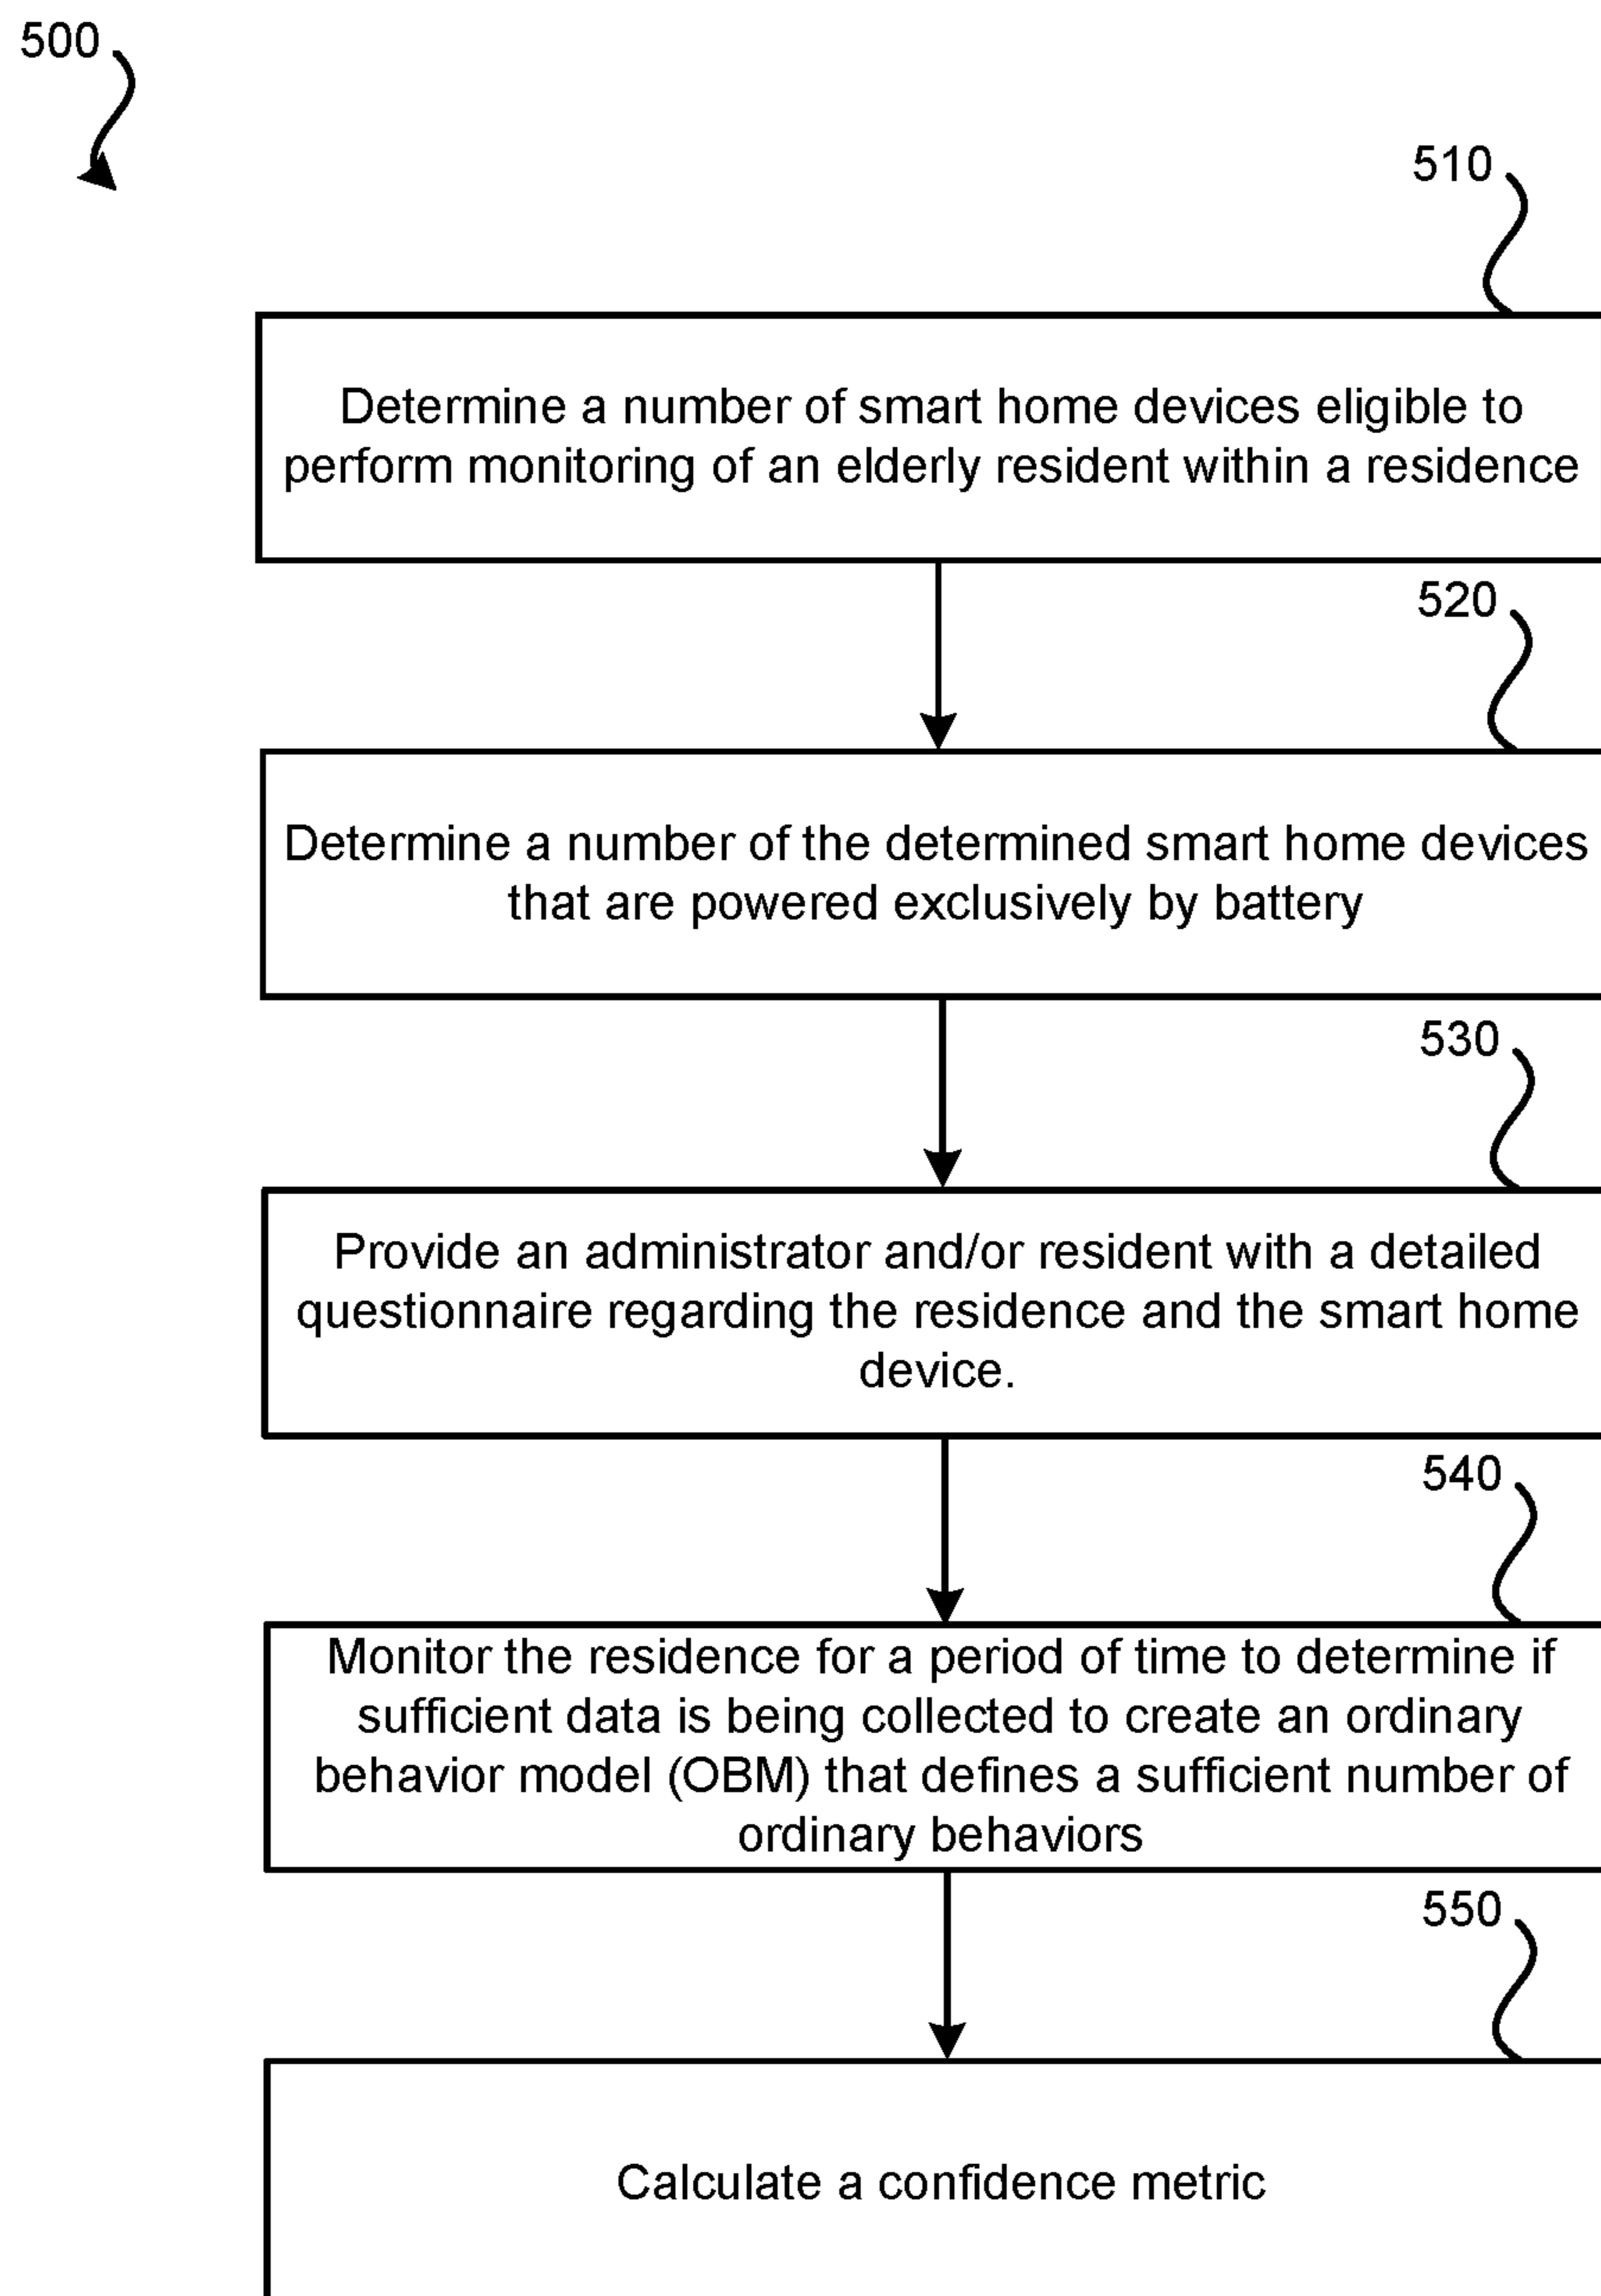 500
510
Determine a number of smart home devices eligible to
perform monitoring of an elderly resident within a residence
520
Determine a number of the determined smart home devices
that are powered exclusively by battery
530
Provide an administrator and/or resident with a detailed
questionnaire regarding the residence and the smart home
device.
540
Monitor the residence for a period of time to determine if
sufficient data is being collected to create an ordinary
behavior model (OBM) that defines a sufficient number of
ordinary behaviors
550
Calculate a confidence metric